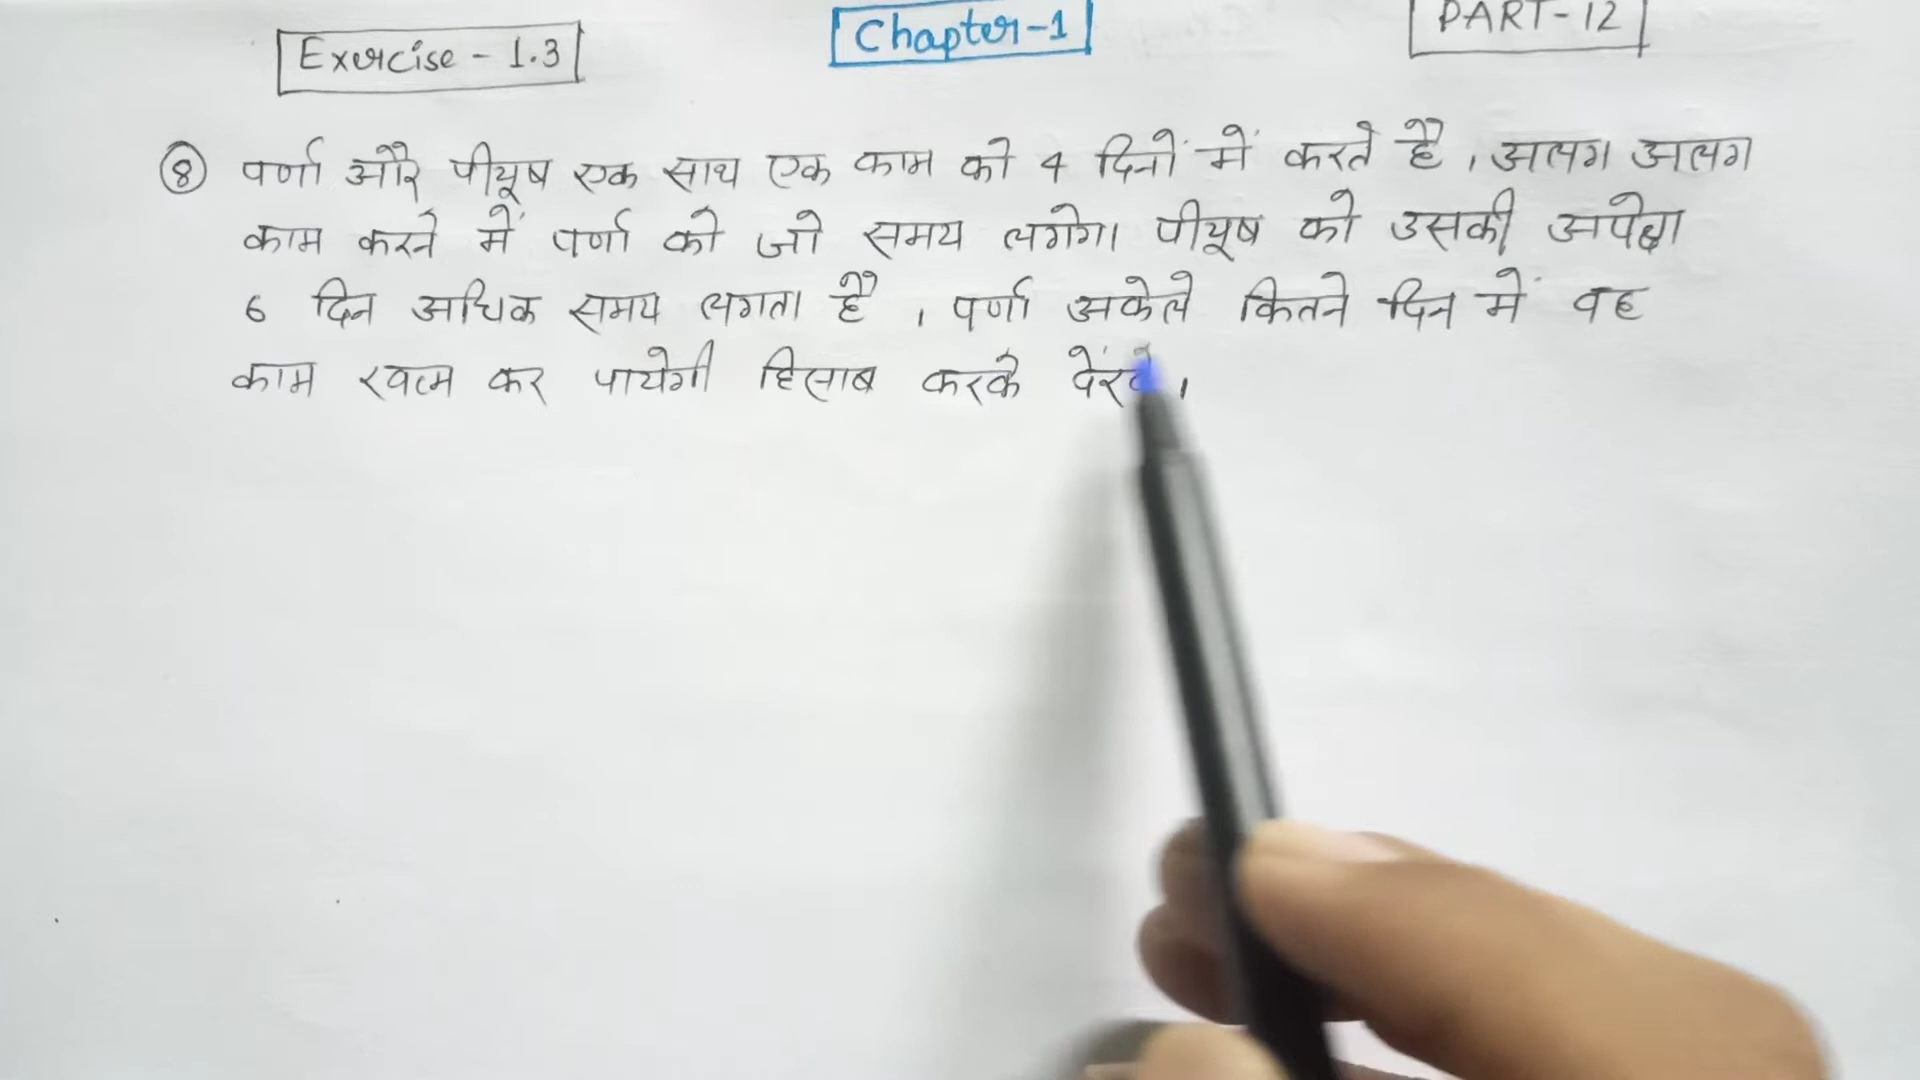 Exercise - 1.3
Chapter-1
PART-12
⑧ पर्णा और पीयूष एक साथ एक काम को 4 दिनों में करते है , अलग अलग
काम करने में पर्णा को जो समय लगेगा पीयूष को उसकी अपेक्षा
6 दिन अधिक समय लगता है , पर्णा अकेले कितने दिन में वह
काम खत्म कर पायेगी हिसाब करके देखें ,